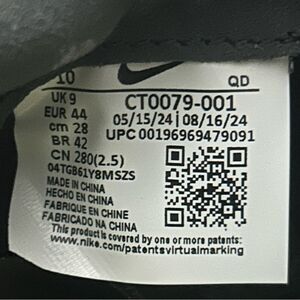 10
QD
UK 9
CT0079-001
EUR 44
05/15/24 | 08/16/24
cm 28
UPC 00196969479091
BR 42
CN 280(2.5)
04TGB61Y8MSZS
MADE IN CHINA
HECHO EN CHINA
FABRIQUE EN CHINE
FABRICADO NA CHINA
This product is covered by one or more patents:
www.nike.com/patentsvirtualmarking